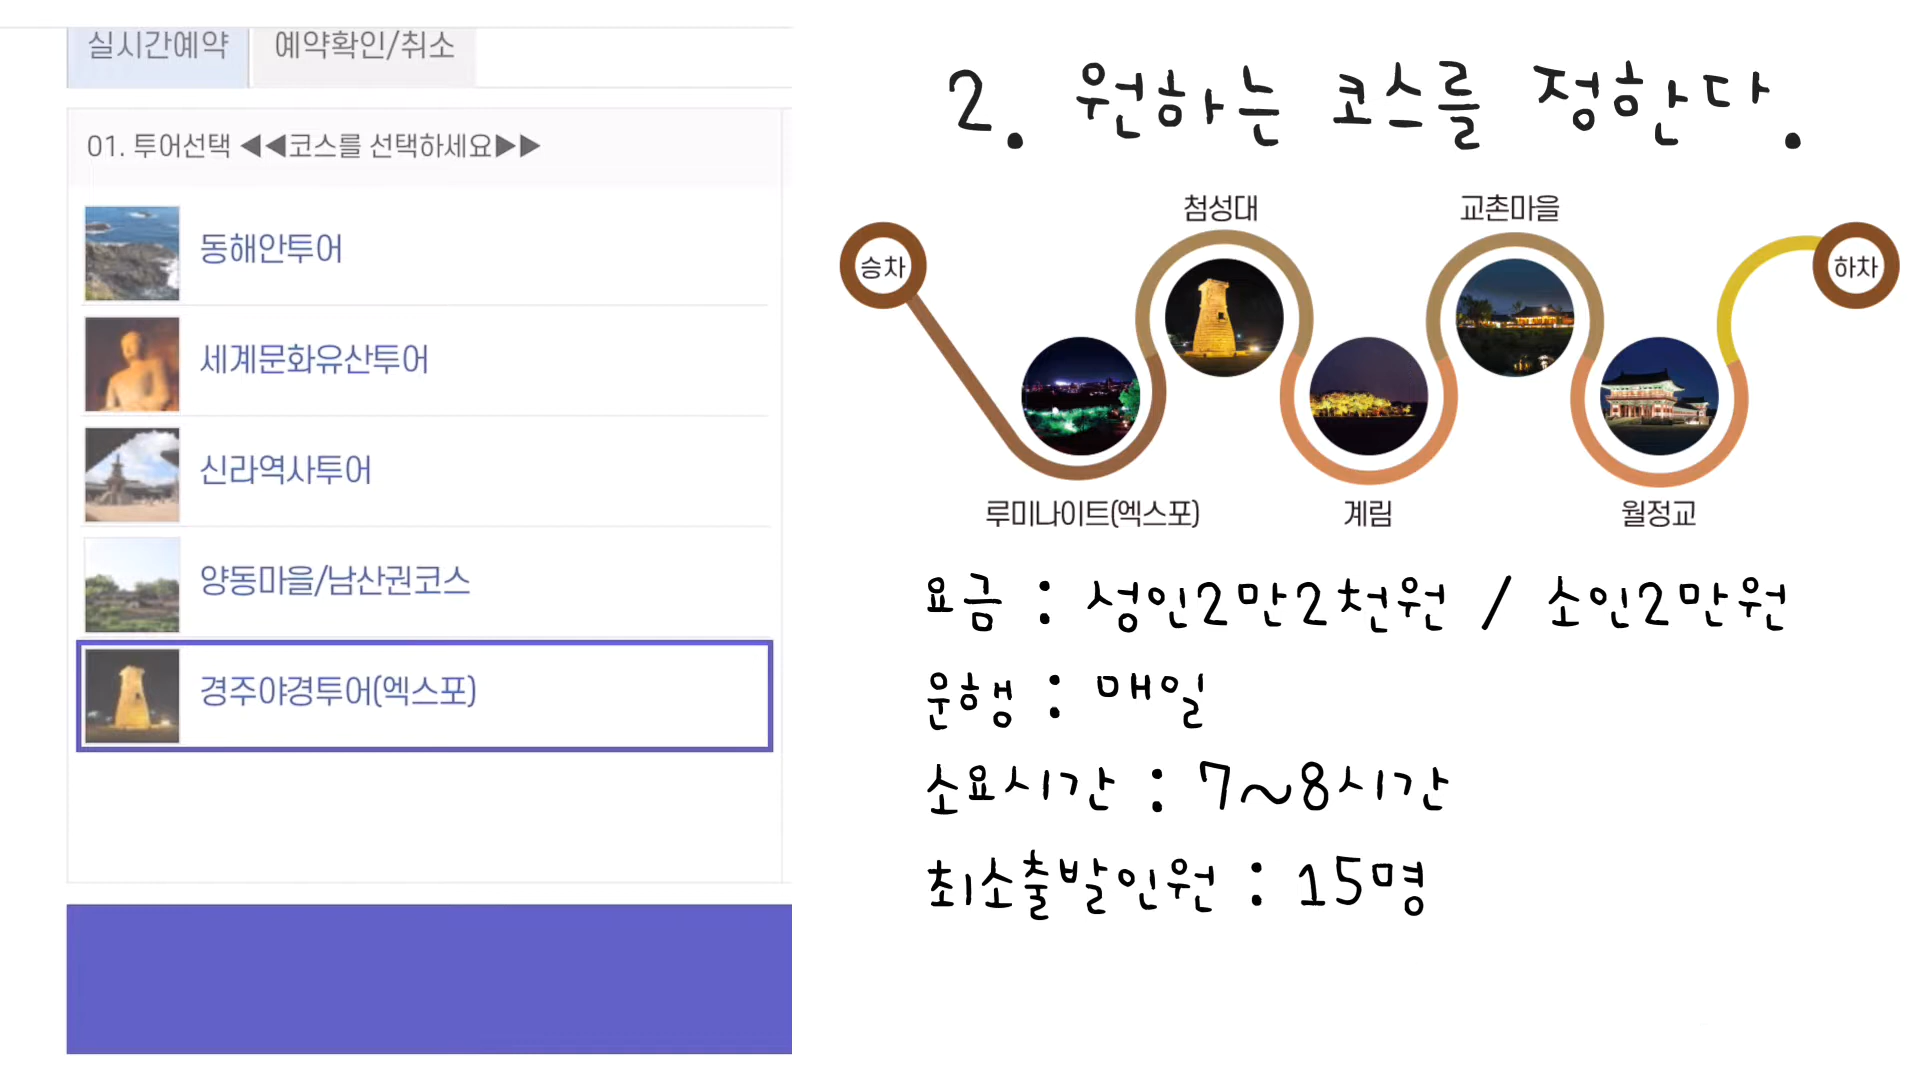 실시간예약
예약확인/취소
01. 투어선택 ◀◀코스를 선택하세요▶▶
동해안투어
세계문화유산투어
신라역사투어
양동마을/남산권코스
경주야경투어(엑스포)
2. 원하는 코스를 정한다.
승차
첨성대
교촌마을
하차
루미나이트(엑스포)
계림
월정교
요금 : 성인2만2천원 / 소인2만원
운행 : 매일
소요시간 : 7~8시간
최소출발인원 : 15명